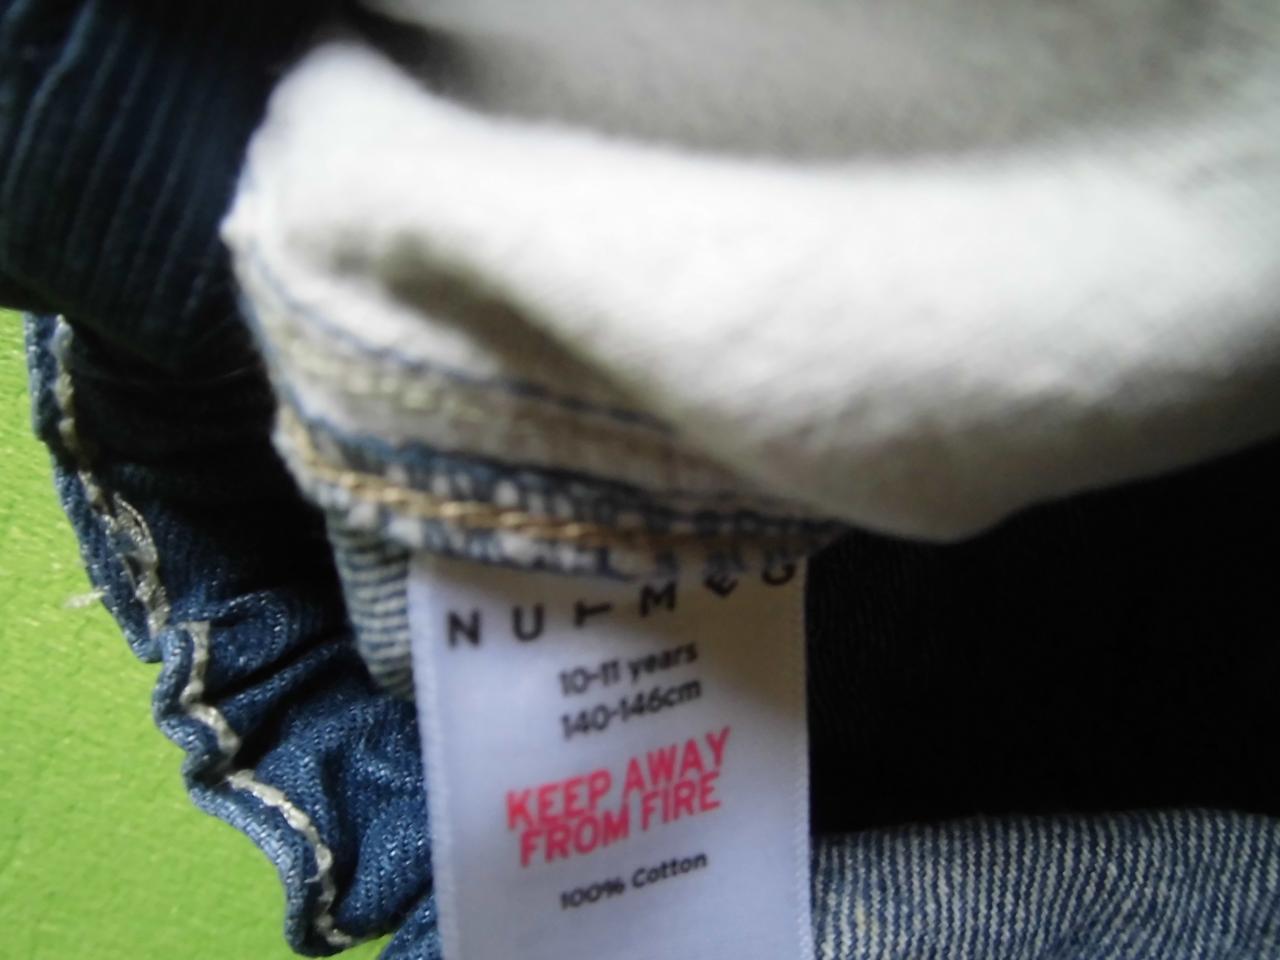 NUTMEG
10-11 years
140-146cm
KEEP AWAY
FROM FIRE
100% Cotton